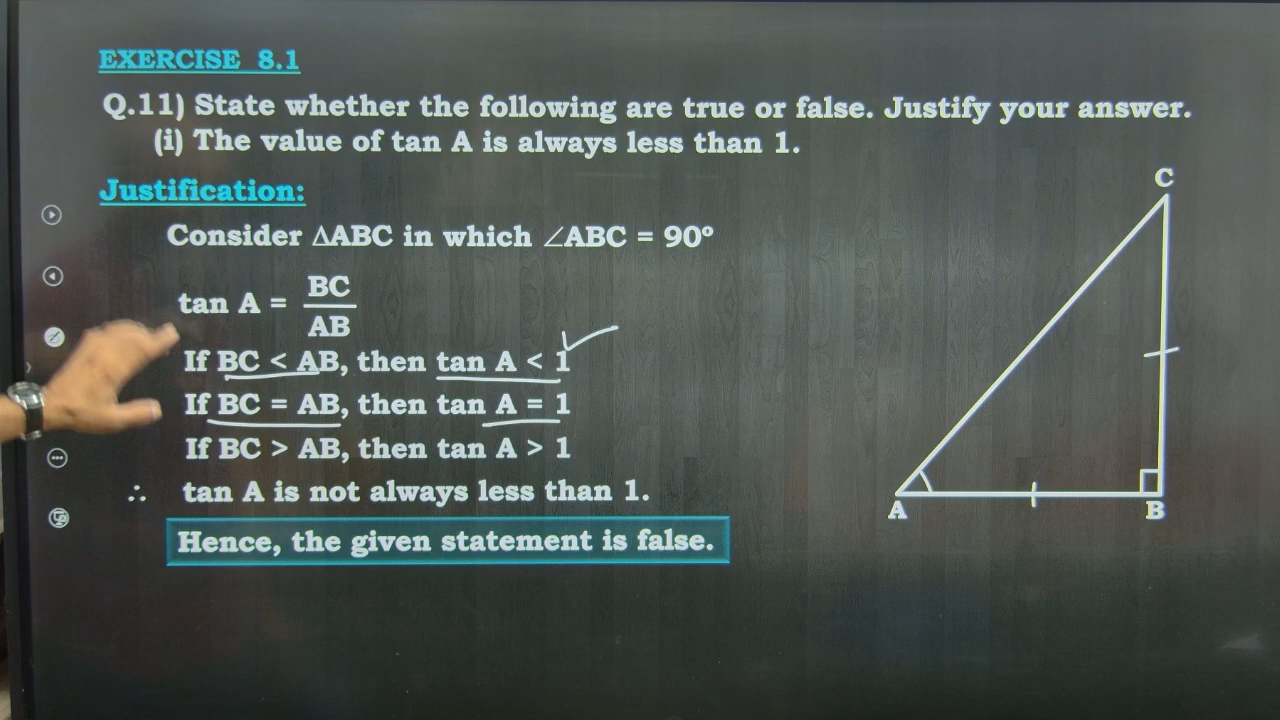 EXERCISE 8.1
Q.11) State whether the following are true or false. Justify your answer.
(i) The value of tan A is always less than 1.
Justification:
Consider ΔABC in which ∠ABC = 90º
tan A = BC / AB
If BC < AB, then tan A < 1
If BC = AB, then tan A = 1
If BC > AB, then tan A > 1
∴ tan A is not always less than 1.
Hence, the given statement is false.
C
A
B